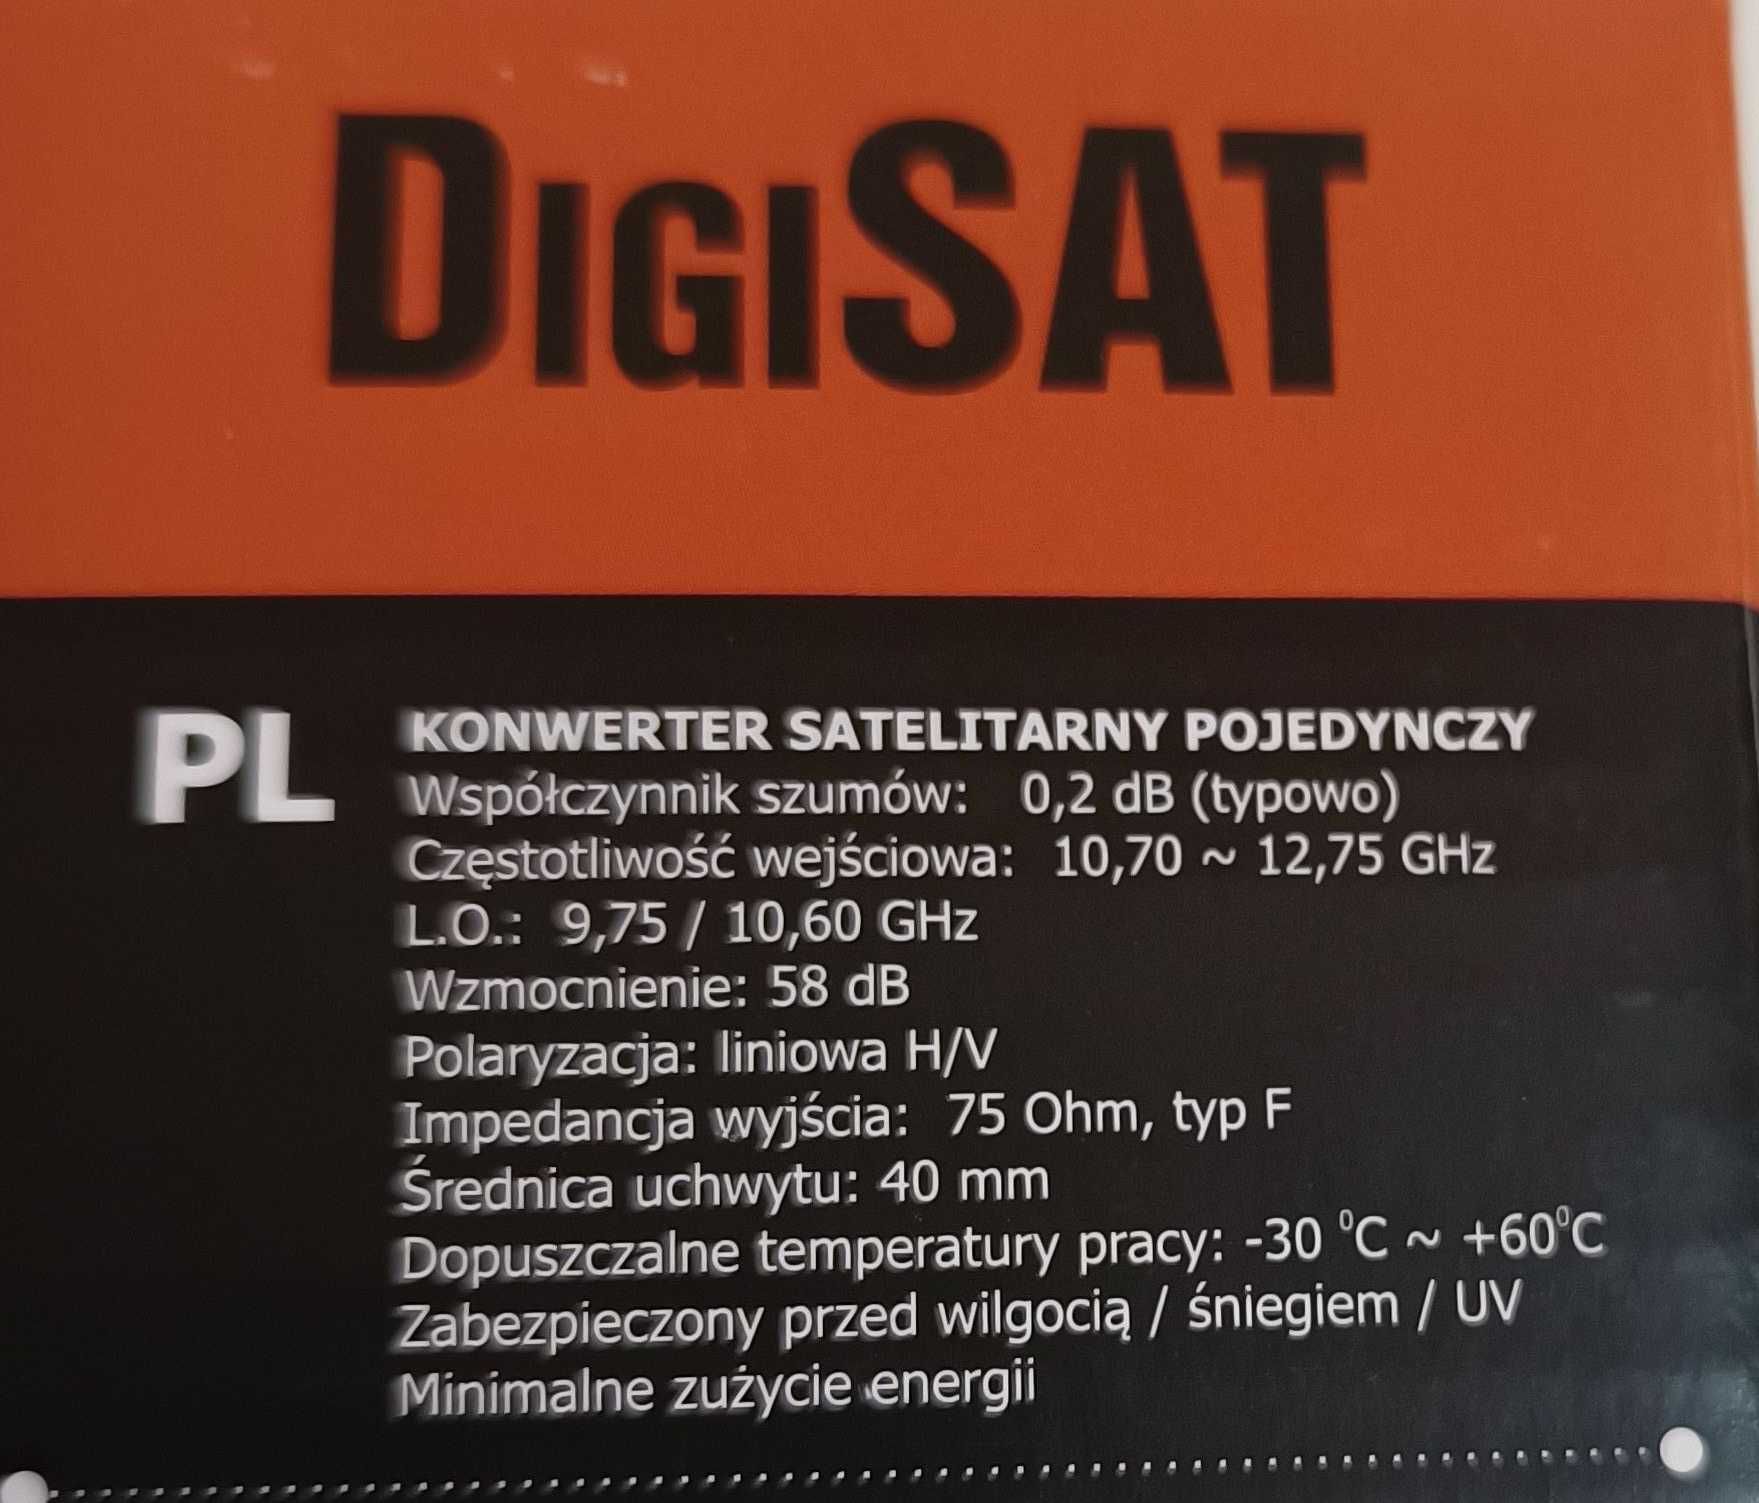 DIGISAT
PL
KONWERTER SATELITARNY POJEDYNCZY
Współczynnik szumów: 0,2 dB (typowo)
Częstotliwość wejściowa: 10,70 ~ 12,75 GHz
L.O.: 9,75 / 10,60 GHz
Wzmocnienie: 58 dB
Polaryzacja: liniowa H/V
Impedancja wyjścia: 75 Ohm, typ F
Średnica uchwytu: 40 mm
Dopuszczalne temperatury pracy: -30 ⁰C ~ +60⁰C
Zabezpieczony przed wilgocią / śniegiem / UV
Minimalne zużycie energii